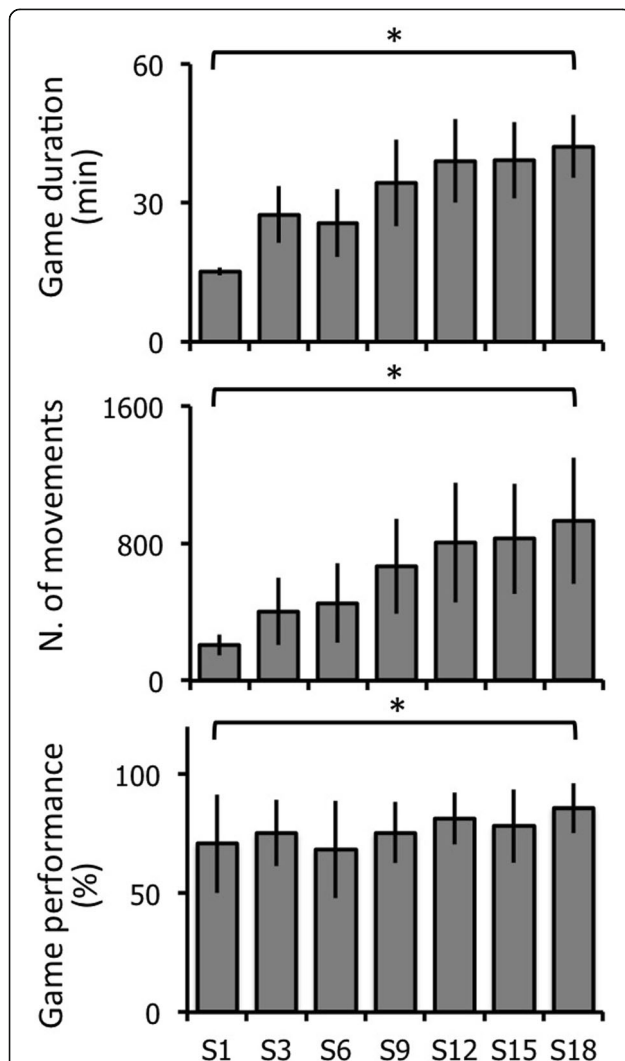 *
60
Game duration
(min)
30
0
*
1600
N. of movements
800
0
*
100
Game performance
(%)
50
0
S1 S3 S6 S9 S12 S15 S18